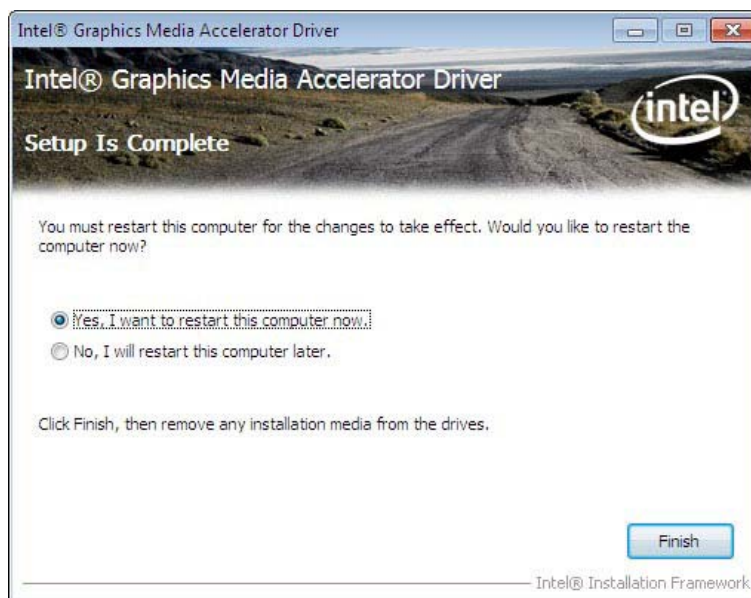 Intel® Graphics Media Accelerator Driver
Intel® Graphics Media Accelerator Driver
intel
Setup Is Complete
You must restart this computer for the changes to take effect. Would you like to restart the
computer now?
Yes, I want to restart this computer now.
No, I will restart this computer later.
Click Finish, then remove any installation media from the drives.
Finish
Intel® Installation Framework